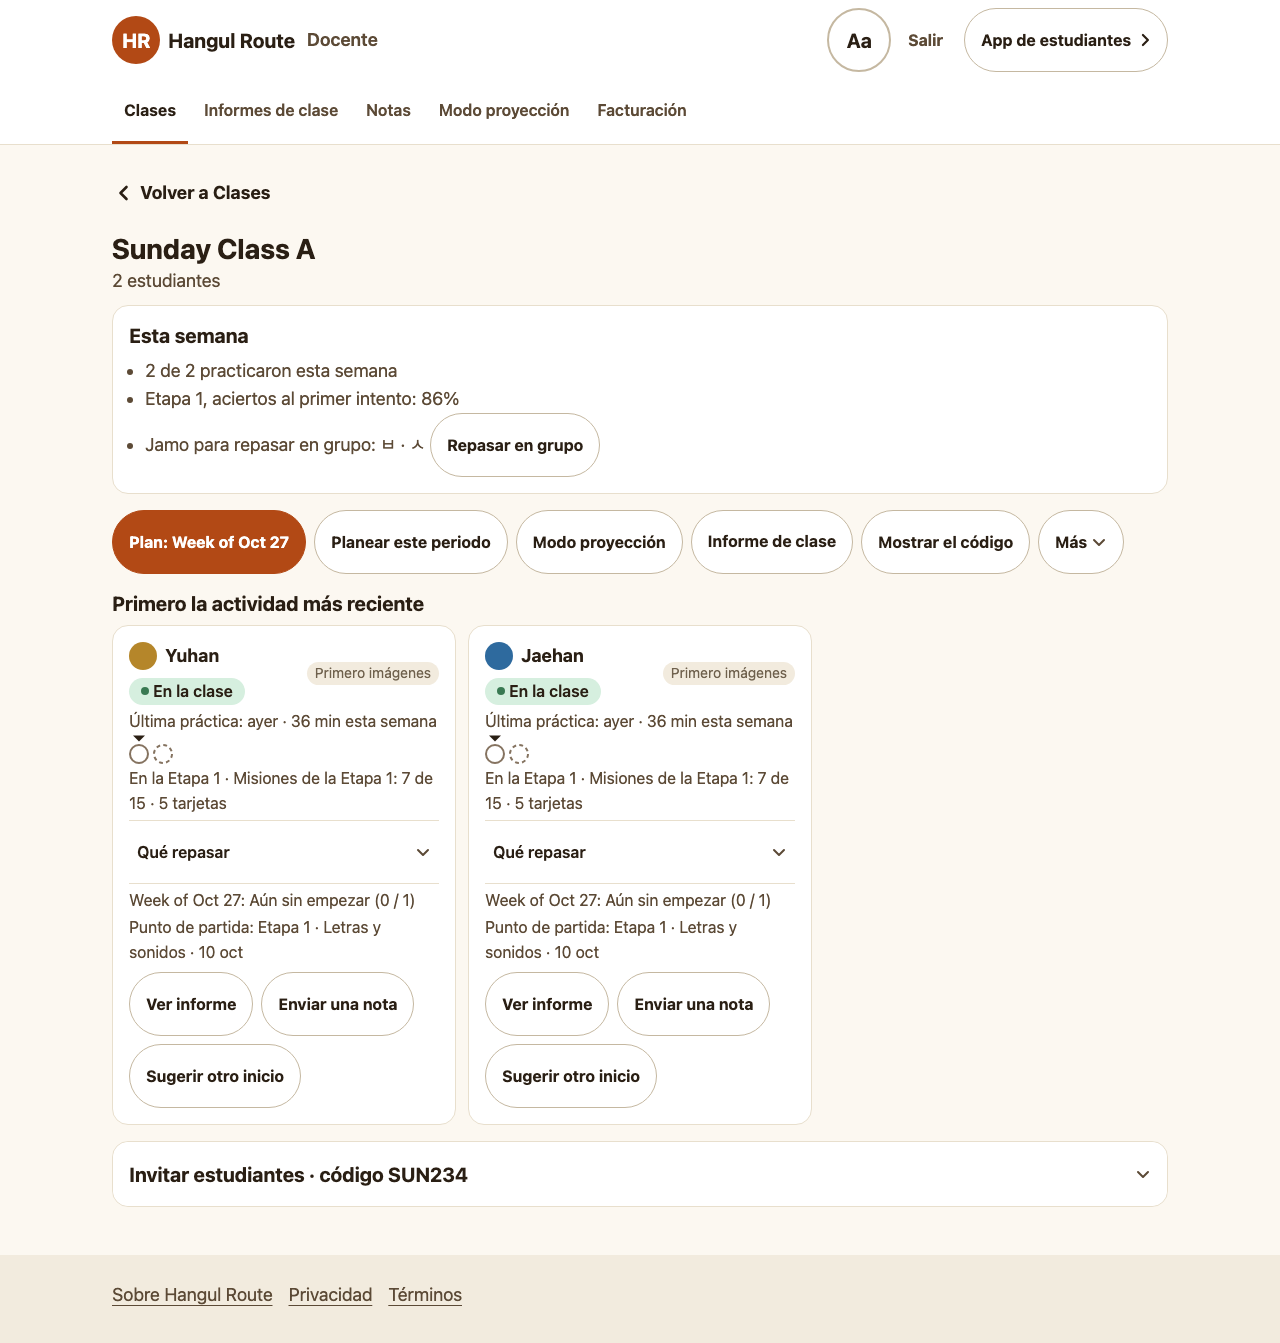 HR Hangul Route Docente
Aa Salir App de estudiantes
Clases Informes de clase Notas Modo proyección Facturación
Volver a Clases
Sunday Class A
2 estudiantes
Esta semana
2 de 2 practicaron esta semana
Etapa 1, aciertos al primer intento: 86%
Jamo para repasar en grupo: ㅂ · ㅅ Repasar en grupo
Plan: Week of Oct 27 Planear este periodo Modo proyección Informe de clase Mostrar el código Más
Primero la actividad más reciente
Yuhan
Primero imágenes
En la clase
Última práctica: ayer · 36 min esta semana
En la Etapa 1 · Misiones de la Etapa 1: 7 de
15 · 5 tarjetas
Qué repasar
Week of Oct 27: Aún sin empezar (0 / 1)
Punto de partida: Etapa 1 · Letras y
sonidos · 10 oct
Ver informe Enviar una nota
Sugerir otro inicio
Jaehan
Primero imágenes
En la clase
Última práctica: ayer · 36 min esta semana
En la Etapa 1 · Misiones de la Etapa 1: 7 de
15 · 5 tarjetas
Qué repasar
Week of Oct 27: Aún sin empezar (0 / 1)
Punto de partida: Etapa 1 · Letras y
sonidos · 10 oct
Ver informe Enviar una nota
Sugerir otro inicio
Invitar estudiantes · código SUN234
Sobre Hangul Route Privacidad Términos